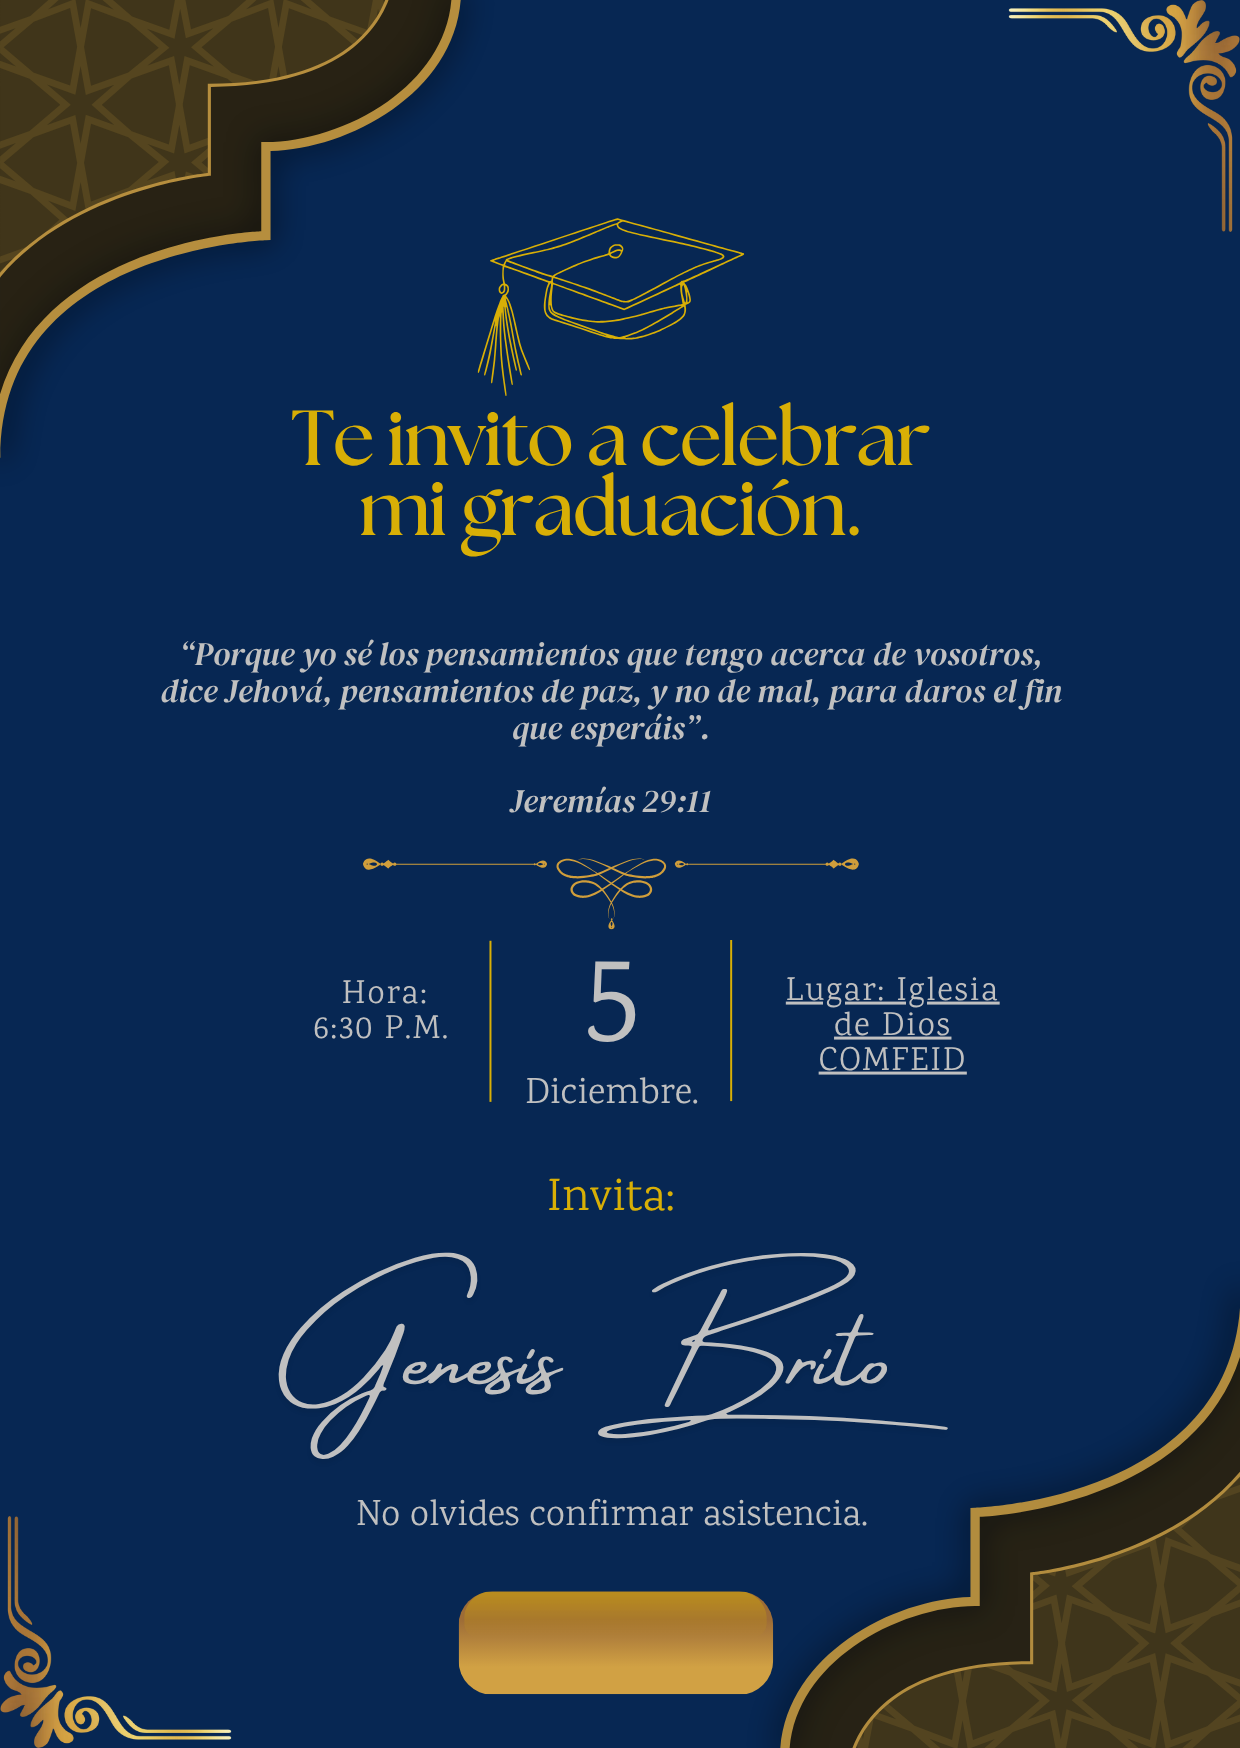 Te invito a celebrar
mi graduación.
“Porque yo sé los pensamientos que tengo acerca de vosotros,
dice Jehová, pensamientos de paz, y no de mal, para daros el fin
que esperáis”.
Jeremías 29:11
Hora:
6:30 P.M.
5
Diciembre.
Lugar: Iglesia
de Dios
COMFEID
Invita:
Genesis Brito
No olvides confirmar asistencia.